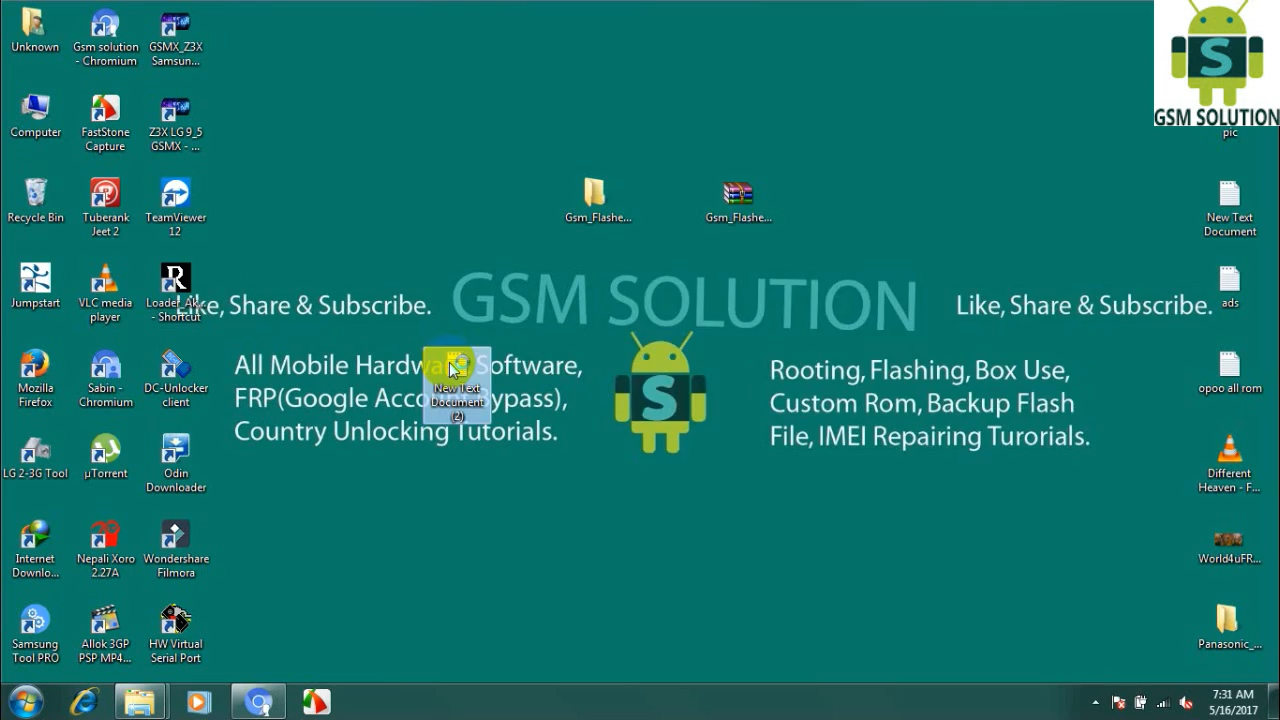 Unknown
Gsm solution
- Chromium
GSMX_Z3X
Samsun...
S
GSM SOLUTION
Computer
FastStone
Capture
Z3X LG 9_5
GSMX - ...
pic
Recycle Bin
Tuberank
Jeet 2
TeamViewer
12
Gsm_Flashe...
Gsm_Flashe...
New Text
Document
Jumpstart
VLC media
player
R
- Shortcut
ads
Like, Share & Subscribe.
GSM SOLUTION
Like, Share & Subscribe.
Mozilla
Firefox
Sabin -
Chromium
DC-Unlocker
client
opoo all rom
All Mobile Hardware Software,
FRP(Google Account Bypass),
Country Unlocking Tutorials.
New Text
Document
(2)
S
Rooting, Flashing, Box Use,
Custom Rom, Backup Flash
File, IMEI Repairing Turorials.
LG 2-3G Tool
µTorrent
Odin
Downloader
Different
Heaven - F...
Internet
Downlo...
Nepali Xoro
2.27A
Wondershare
Filmora
World4uFR...
Samsung
Tool PRO
Allok 3GP
PSP MP4...
HW Virtual
Serial Port
Panasonic_...
7:31 AM
5/16/2017